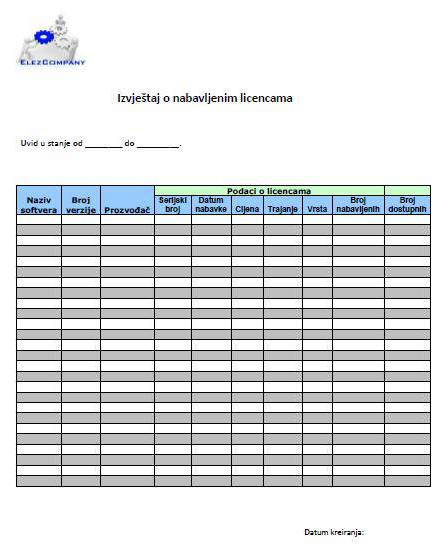 ElezCompany
Izvještaj o nabavljenim licencama
Uvid u stanje od _________ do __________.
Podaci o licencama
Naziv softvera Broj verzije Prozvođač Serijski broj Datum nabavke Cijena Trajanje Vrsta Broj nabavljenih Broj dostupnih
Datum kreiranja: